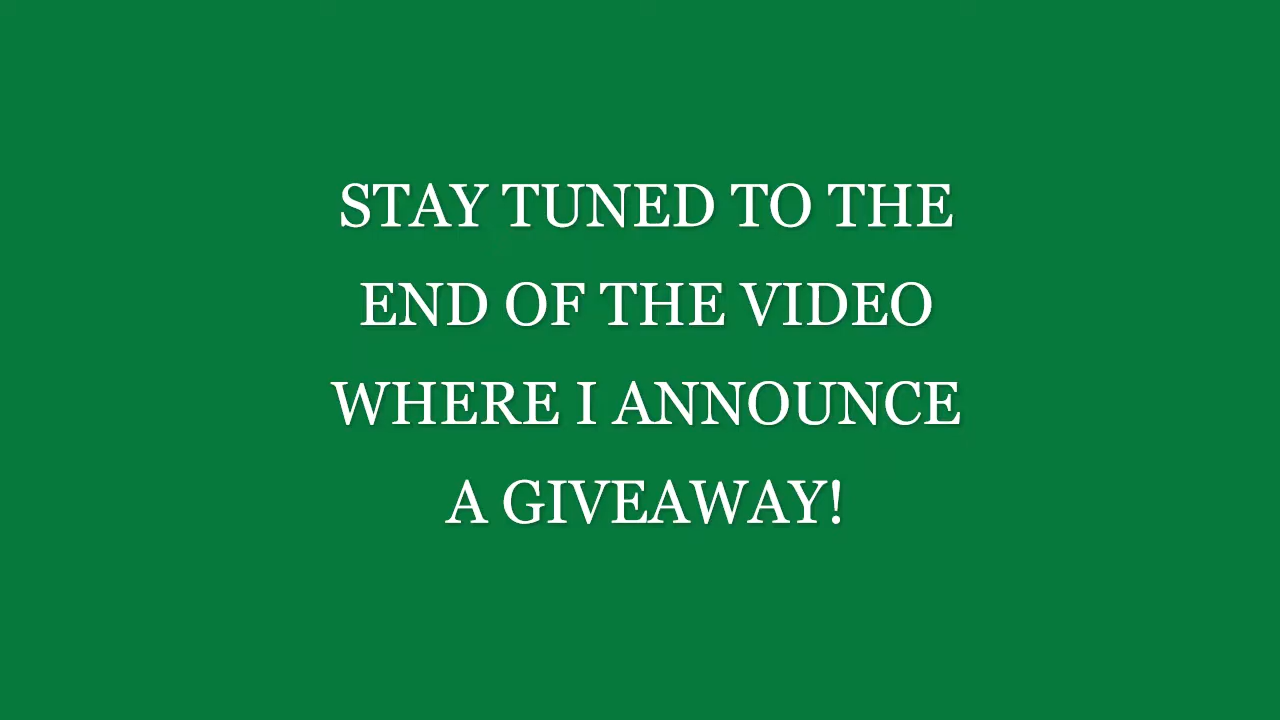 STAY TUNED TO THE
END OF THE VIDEO
WHERE I ANNOUNCE
A GIVEAWAY!